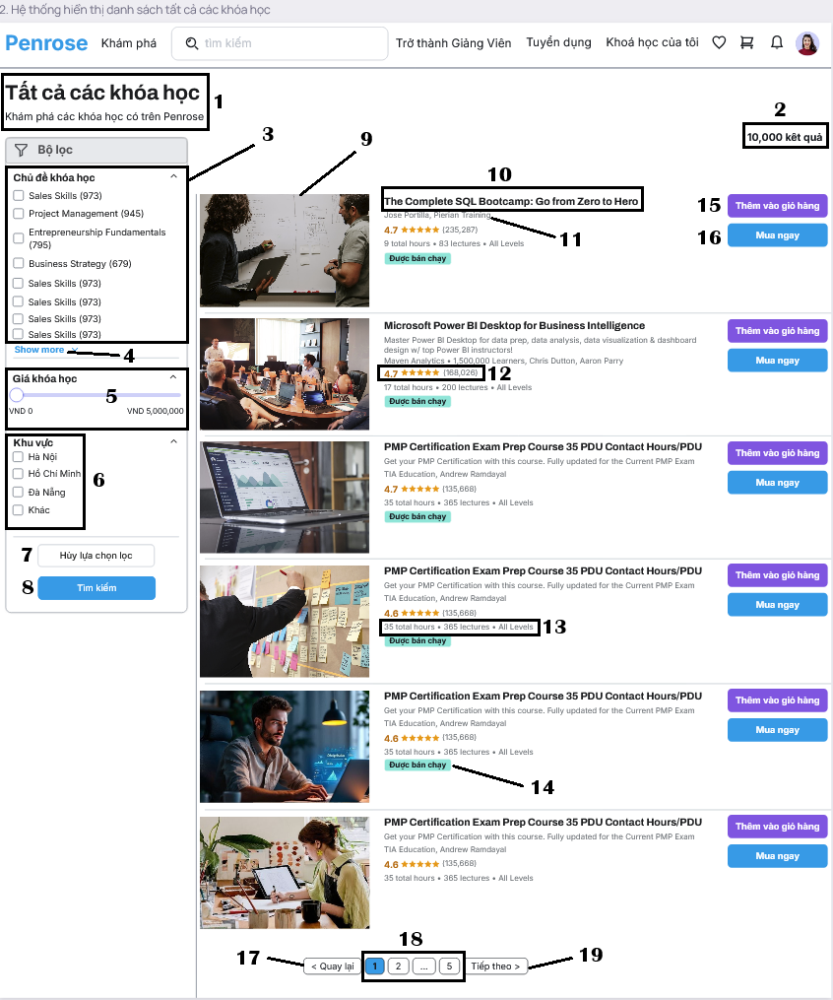 2. Hệ thống hiển thị danh sách tất cả các khóa học
Penrose
Khám phá
tìm kiếm
Trở thành Giảng Viên
Tuyển dụng
Khoá học của tôi
Tất cả các khóa học
Khám phá các khóa học có trên Penrose
1
2
10,000 kêt quả
3
Bộ lọc
Chủ đề khóa học
Sales Skills (973)
Project Management (945)
Entrepreneurship Fundamentals
(795)
Business Strategy (679)
Sales Skills (973)
Sales Skills (973)
Sales Skills (973)
Sales Skills (973)
Show more
4
Giá khóa học
5
VND 0
VND 5,000,000
Khu vực
Hà Nội
Hồ Chí Minh
Đà Nẵng
Khác
6
7
Hủy lựa chọn lọc
8
Tìm kiếm
9
10
The Complete SQL Bootcamp: Go from Zero to Hero
Jose Portilla, Pierian Training
11
4.7 (235,287)
9 total hours • 83 lectures • All Levels
Được bán chạy
15
Thêm vào giỏ hàng
16
Mua ngay
Microsoft Power BI Desktop for Business Intelligence
Master Power BI Desktop for data prep, data analysis, data visualization & dashboard
design w/ top Power BI instructors!
Maven Analytics • 1,500,000 Learners, Chris Dutton, Aaron Parry
4.7 (168,026)
12
17 total hours • 200 lectures • All Levels
Được bán chạy
Thêm vào giỏ hàng
Mua ngay
PMP Certification Exam Prep Course 35 PDU Contact Hours/PDU
Get your PMP Certification with this course. Fully updated for the Current PMP Exam
TIA Education, Andrew Ramdayal
4.7 (135,668)
35 total hours • 365 lectures • All Levels
Được bán chạy
Thêm vào giỏ hàng
Mua ngay
PMP Certification Exam Prep Course 35 PDU Contact Hours/PDU
Get your PMP Certification with this course. Fully updated for the Current PMP Exam
TIA Education, Andrew Ramdayal
4.6 (135,668)
35 total hours • 365 lectures • All Levels
13
Được bán chạy
Thêm vào giỏ hàng
Mua ngay
PMP Certification Exam Prep Course 35 PDU Contact Hours/PDU
Get your PMP Certification with this course. Fully updated for the Current PMP Exam
TIA Education, Andrew Ramdayal
4.6 (135,668)
35 total hours • 365 lectures • All Levels
Được bán chạy
14
Thêm vào giỏ hàng
Mua ngay
PMP Certification Exam Prep Course 35 PDU Contact Hours/PDU
Get your PMP Certification with this course. Fully updated for the Current PMP Exam
TIA Education, Andrew Ramdayal
4.6 (135,668)
35 total hours • 365 lectures • All Levels
Thêm vào giỏ hàng
Mua ngay
17
18
19
< Quay lại
1
2
...
5
Tiếp theo >